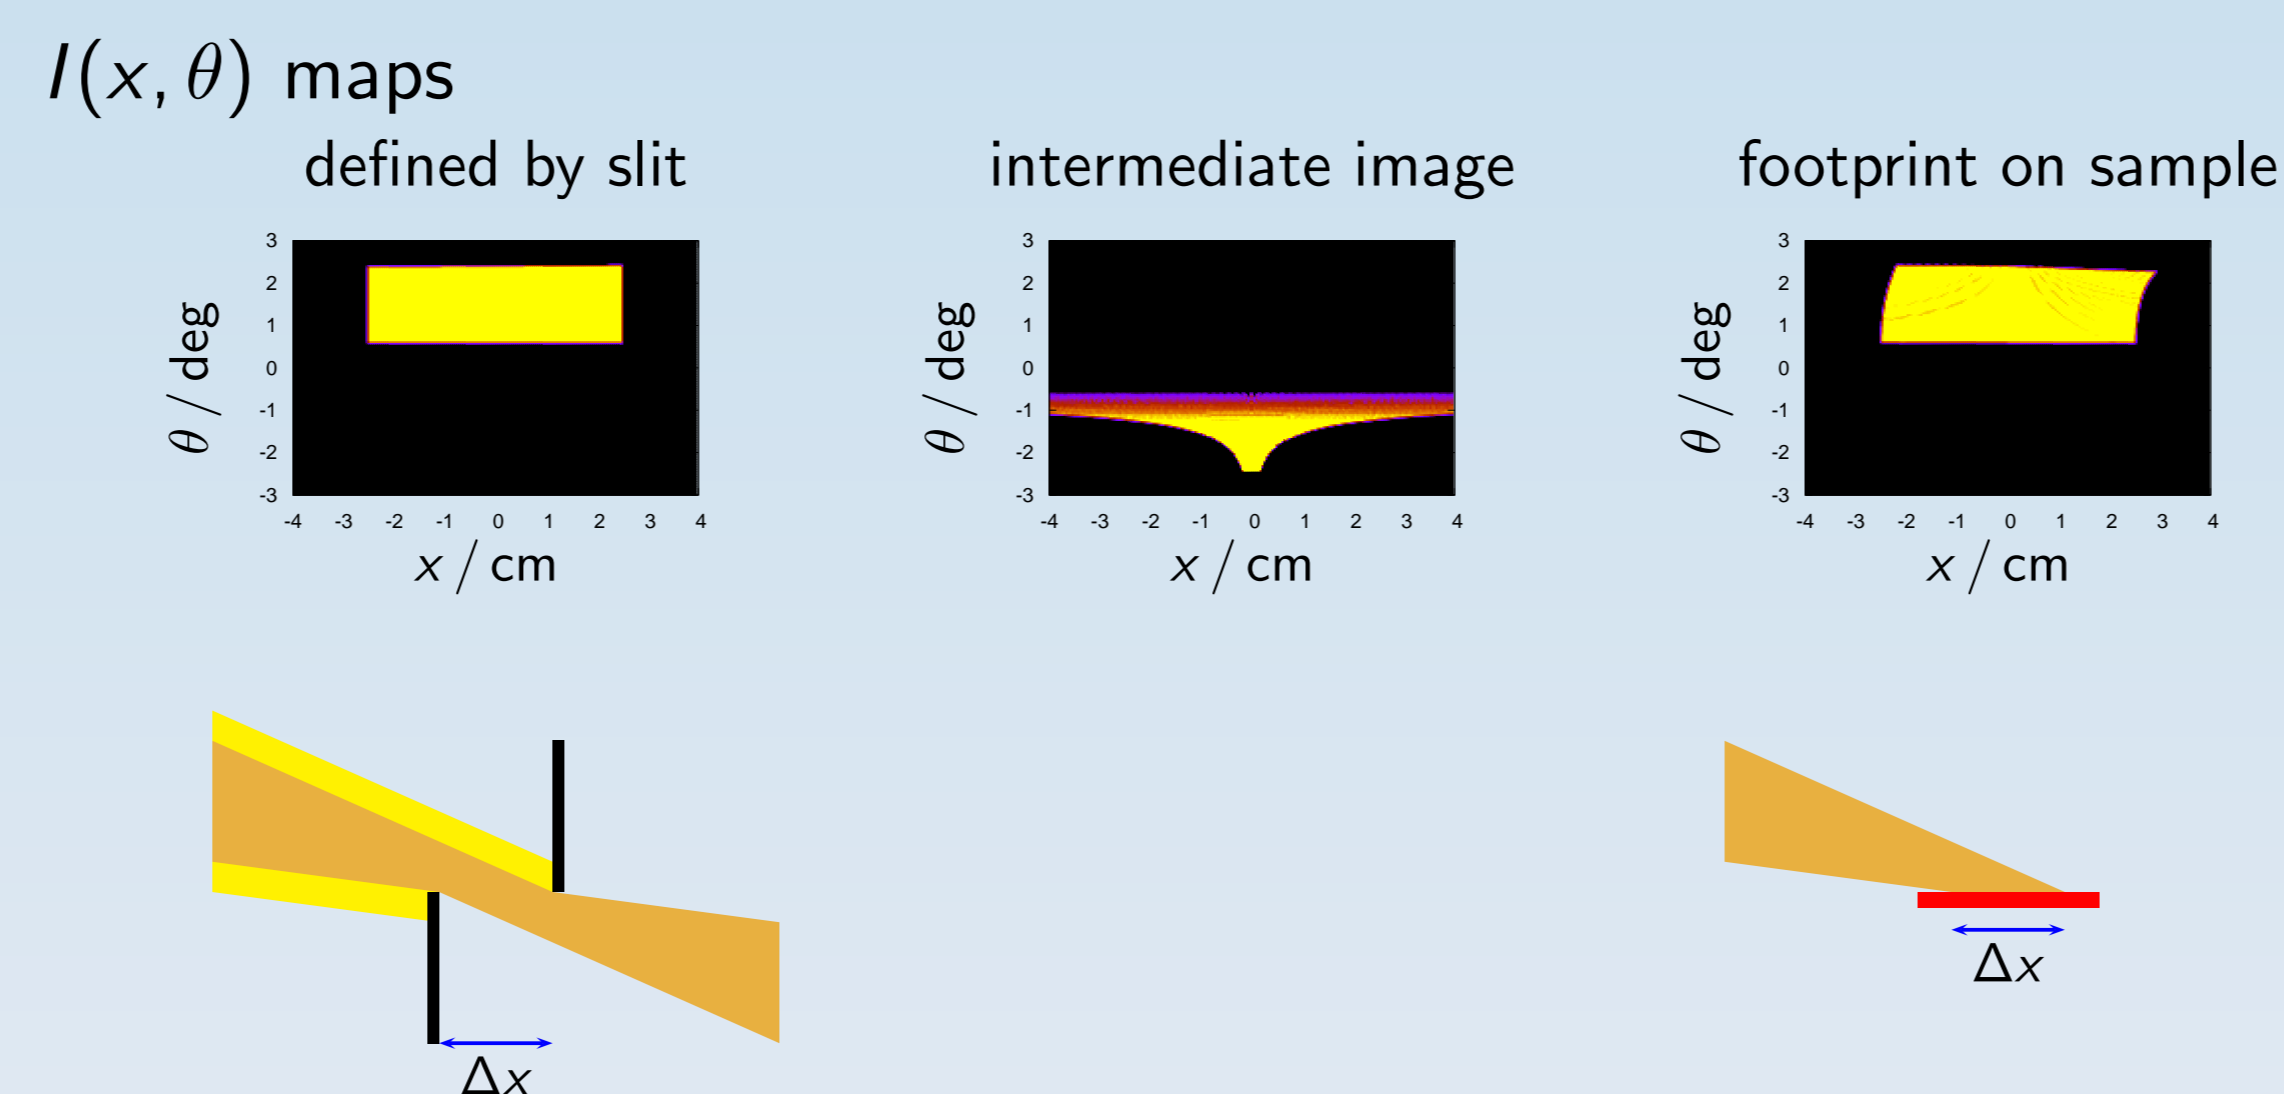 I(x, θ) maps
defined by slit
intermediate image
footprint on sample
3
2
1
0
-1
-2
-3
θ / deg
-4 -3 -2 -1 0 1 2 3 4
x / cm
3
2
1
0
-1
-2
-3
θ / deg
-4 -3 -2 -1 0 1 2 3 4
x / cm
3
2
1
0
-1
-2
-3
θ / deg
-4 -3 -2 -1 0 1 2 3 4
x / cm
Δx
Δx